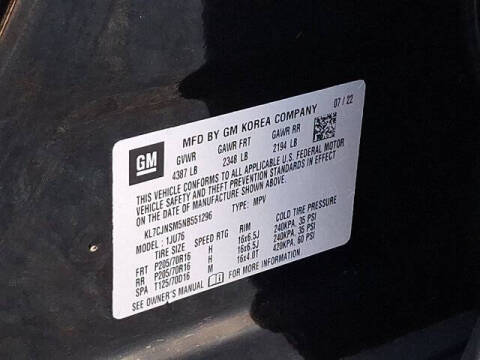 MFD BY GM KOREA COMPANY 07/22
GM
GVWR GAWR FRT GAWR RR
4387 LB 2348 LB 2194 LB
THIS VEHICLE CONFORMS TO ALL APPLICABLE U.S. FEDERAL MOTOR
VEHICLE SAFETY AND THEFT PREVENTION STANDARDS IN EFFECT
ON THE DATE OF MANUFACTURE SHOWN ABOVE.
KL7CJNSM5NB551296 TYPE: MPV
MODEL: 1JU76
TIRE SIZE SPEED RTG RIM COLD TIRE PRESSURE
FRT P205/70R16 H 16x6.5J 240KPA, 35 PSI
RR P205/70R16 H 16x6.5J 240KPA, 35 PSI
SPA T125/70D16 M 16x4.0T 420KPA, 60 PSI
SEE OWNER'S MANUAL FOR MORE INFORMATION